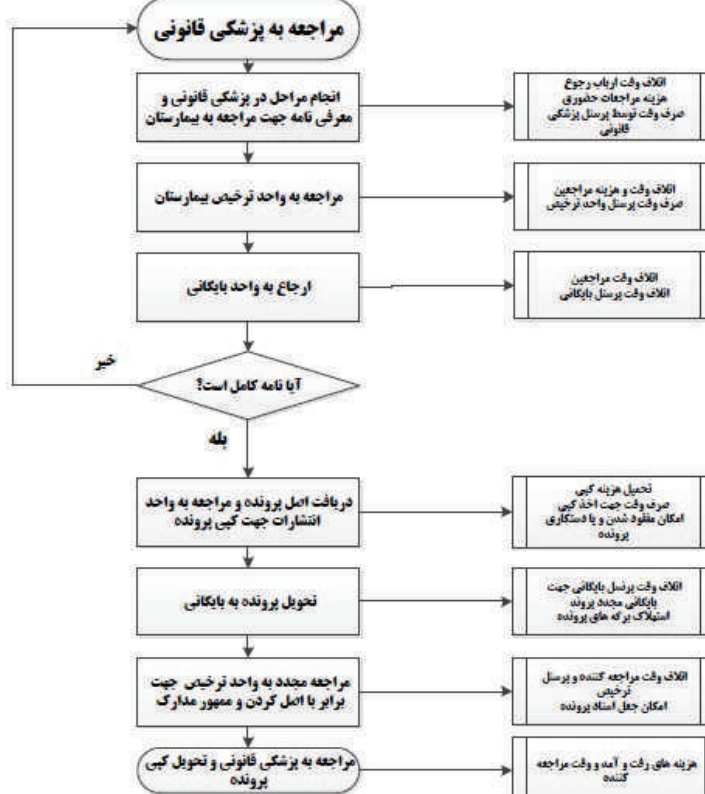 مراجعه به پزشکی قانونی
انجام مراحل در پزشکی قانونی و
معرفی نامه جهت مراجعه به بیمارستان
اتلاف وقت ارباب رجوع
هزینه مراجعات حضوری
صرف وقت توسط پرسنل پزشکی
قانونی
مراجعه به واحد ترخیص بیمارستان
اتلاف وقت و هزینه مراجعین
صرف وقت پرسنل واحد ترخیص
ارجاع به واحد بایگانی
اتلاف وقت مراجعین
اتلاف وقت پرسنل بایگانی
خیر
آیا نامه کامل است?
بله
دریافت اصل پرونده و مراجعه به واحد
انتشارات جهت کپی پرونده
تحمیل هزینه کپی
صرف وقت جهت اخذ کپی
امکان مفقود شدن و یا دستکاری
پرونده
تحویل پرونده به بایگانی
اتلاف وقت پرنسل بایگانی جهت
بایگانی مجدد پروند
استهلاک برگه های پرونده
مراجعه مجدد به واحد ترخیص جهت
برابر با اصل کردن و ممهور مدارک
اتلاف وقت مراجعه کننده و پرسنل
ترخیص
امکان جعل اسناد پرونده
مراجعه به پزشکی قانونی و تحویل کپی
پرونده
هزینه های رفت و آمد و وقت مراجعه
کننده